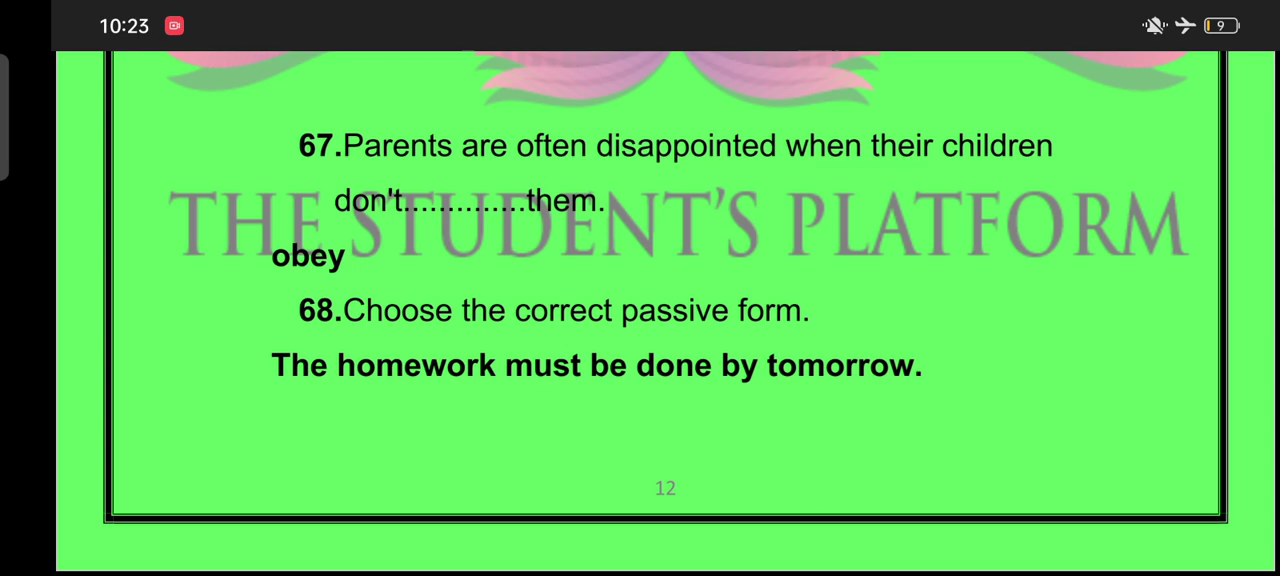 10:23
9
67.Parents are often disappointed when their children
don't..............them.
THE STUDENT'S PLATFORM
obey
68.Choose the correct passive form.
The homework must be done by tomorrow.
12